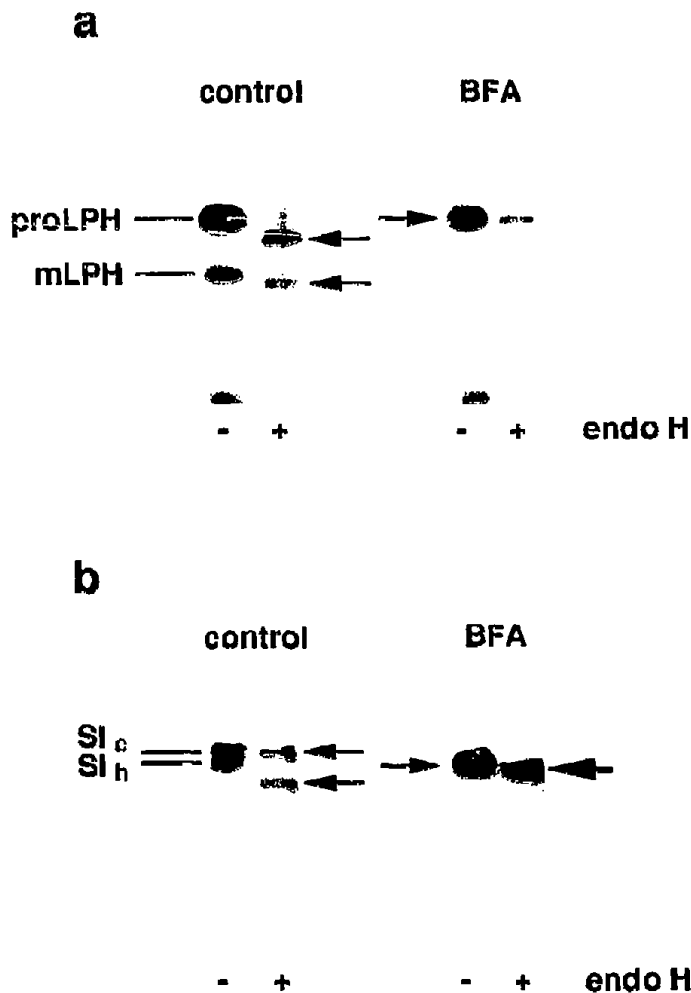 a
control BFA
proLPH
mLPH
- + - + endo H
b
control BFA
SI c
SI h
- + - + endo H